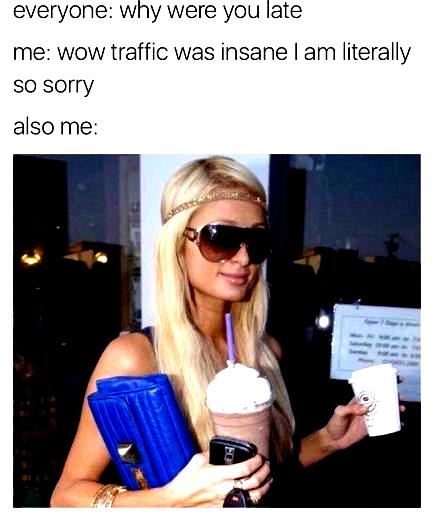 everyone: why were you late
me: wow traffic was insane I am literally
so sorry
also me: